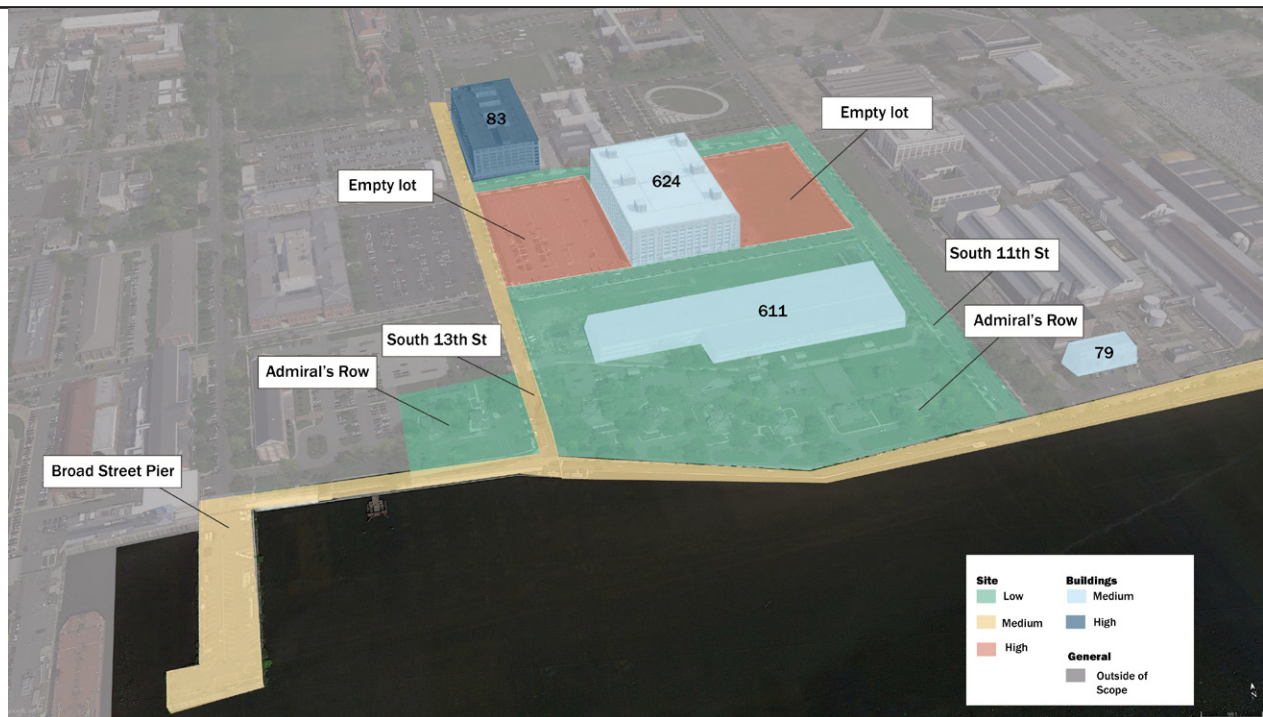 83
Empty lot
624
Empty lot
South 11th St
611
Admiral's Row
South 13th St
79
Admiral's Row
Broad Street Pier
Site
Low
Medium
High
Buildings
Medium
High
General
Outside of
Scope
N